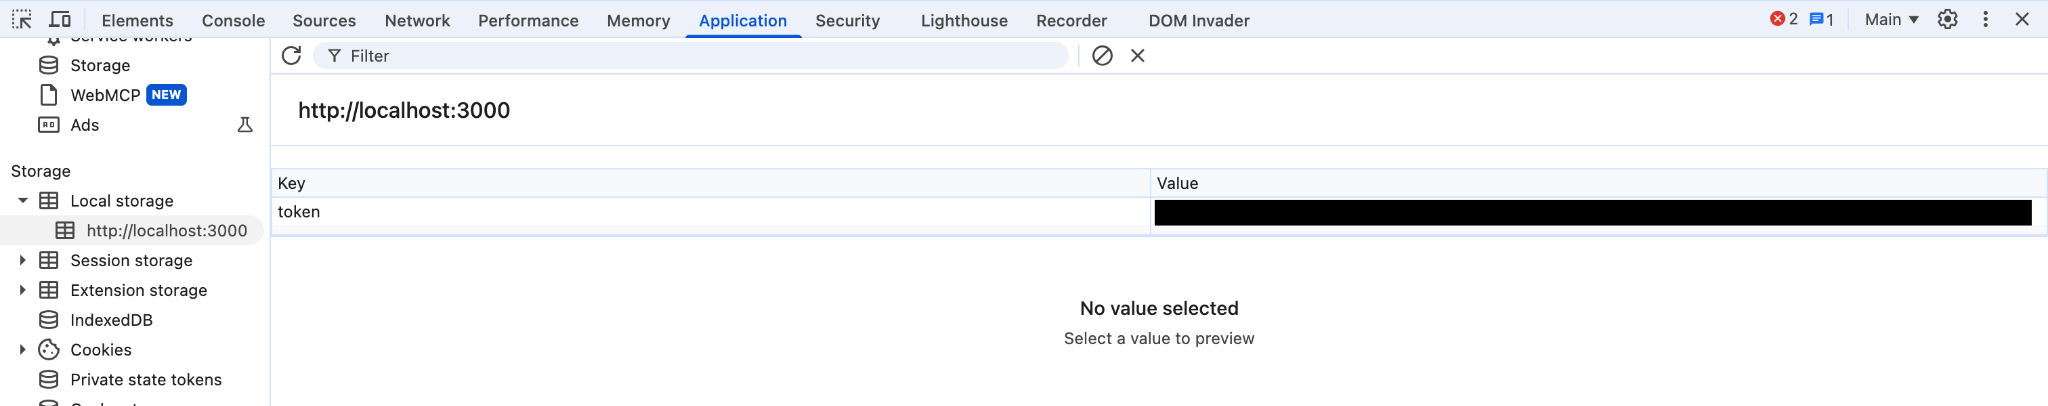 Elements Console Sources Network Performance Memory Application Security Lighthouse Recorder DOM Invader 2 1 Main
Service workers
Storage
WebMCP NEW
Ads
Storage
Local storage
http://localhost:3000
Session storage
Extension storage
IndexedDB
Cookies
Private state tokens
Filter
http://localhost:3000
Key Value
token
No value selected
Select a value to preview